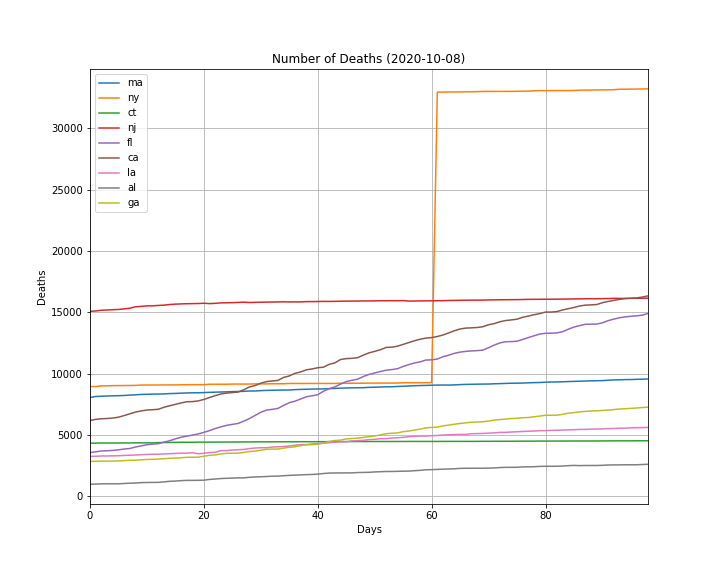 Number of Deaths (2020-10-08)
ma
ny
ct
nj
fl
ca
la
al
ga
30000
25000
20000
15000
10000
5000
0
Deaths
0 20 40 60 80
Days